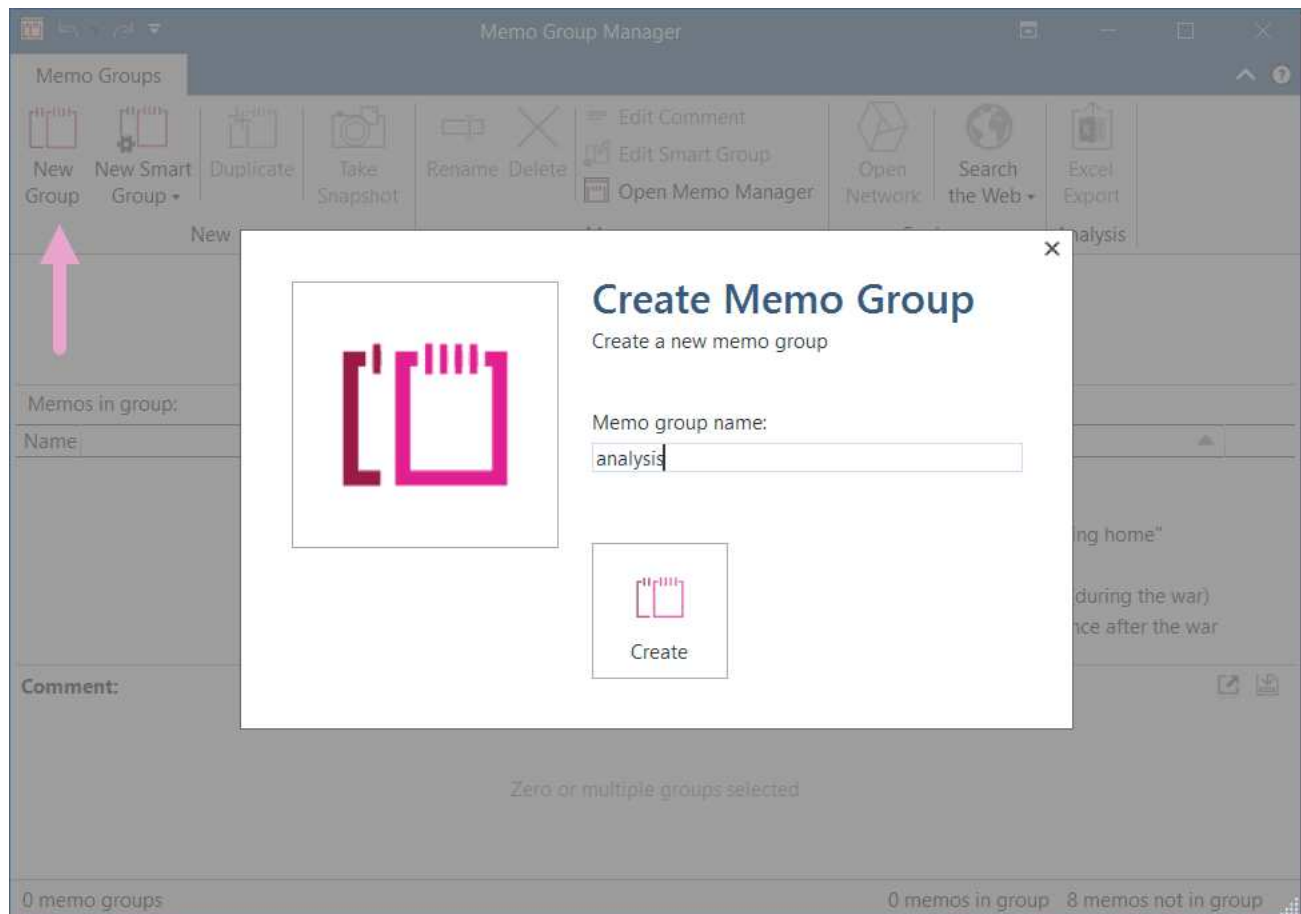 Memo Group Manager
Memo Groups
New Group
New Smart Group
Duplicate
Take Snapshot
Rename
Delete
Edit Comment
Edit Smart Group
Open Memo Manager
Open Network
Search the Web
Excel Export
New
nalysis
Create Memo Group
Create a new memo group
Memo group name:
analysis
Create
Memos in group:
Name
ing home"
during the war)
nce after the war
Comment:
Zero or multiple groups selected
0 memo groups
0 memos in group
8 memos not in group